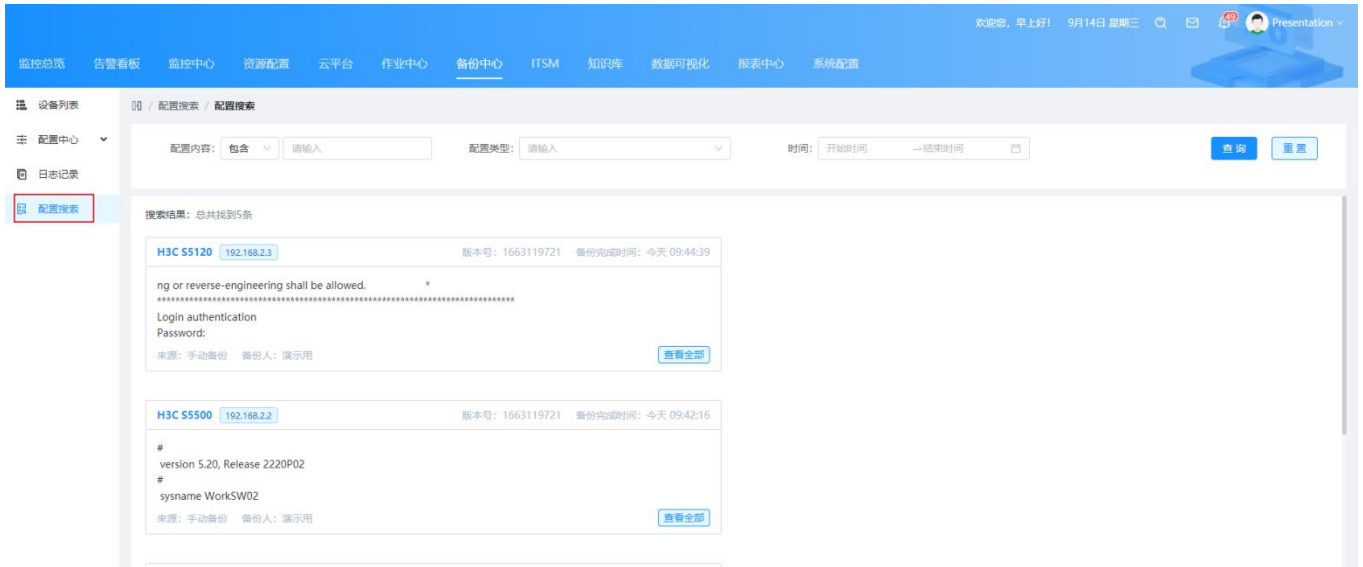 欢迎您，早上好! 9月14日 星期三 49 Presentation
监控总览 告警看板 监控中心 资源配置 云平台 作业中心 备份中心 ITSM 知识库 数据可视化 报表中心 系统配置
设备列表
配置中心
日志记录
配置搜索
/ 配置搜索 / 配置搜索
配置内容: 包含 请输入 配置类型: 请输入 时间: 开始时间 →结束时间 查 询 重 置
搜索结果: 总共找到5条
H3C S5120 192.168.2.3 版本号: 1663119721 备份完成时间: 今天 09:44:39
ng or reverse-engineering shall be allowed. *
******************************************************************************
Login authentication
Password:
来源: 手动备份 备份人: 演示用 查看全部
H3C S5500 192.168.2.2 版本号: 1663119721 备份完成时间: 今天 09:42:16
#
version 5.20, Release 2220P02
#
sysname WorkSW02
来源: 手动备份 备份人: 演示用 查看全部